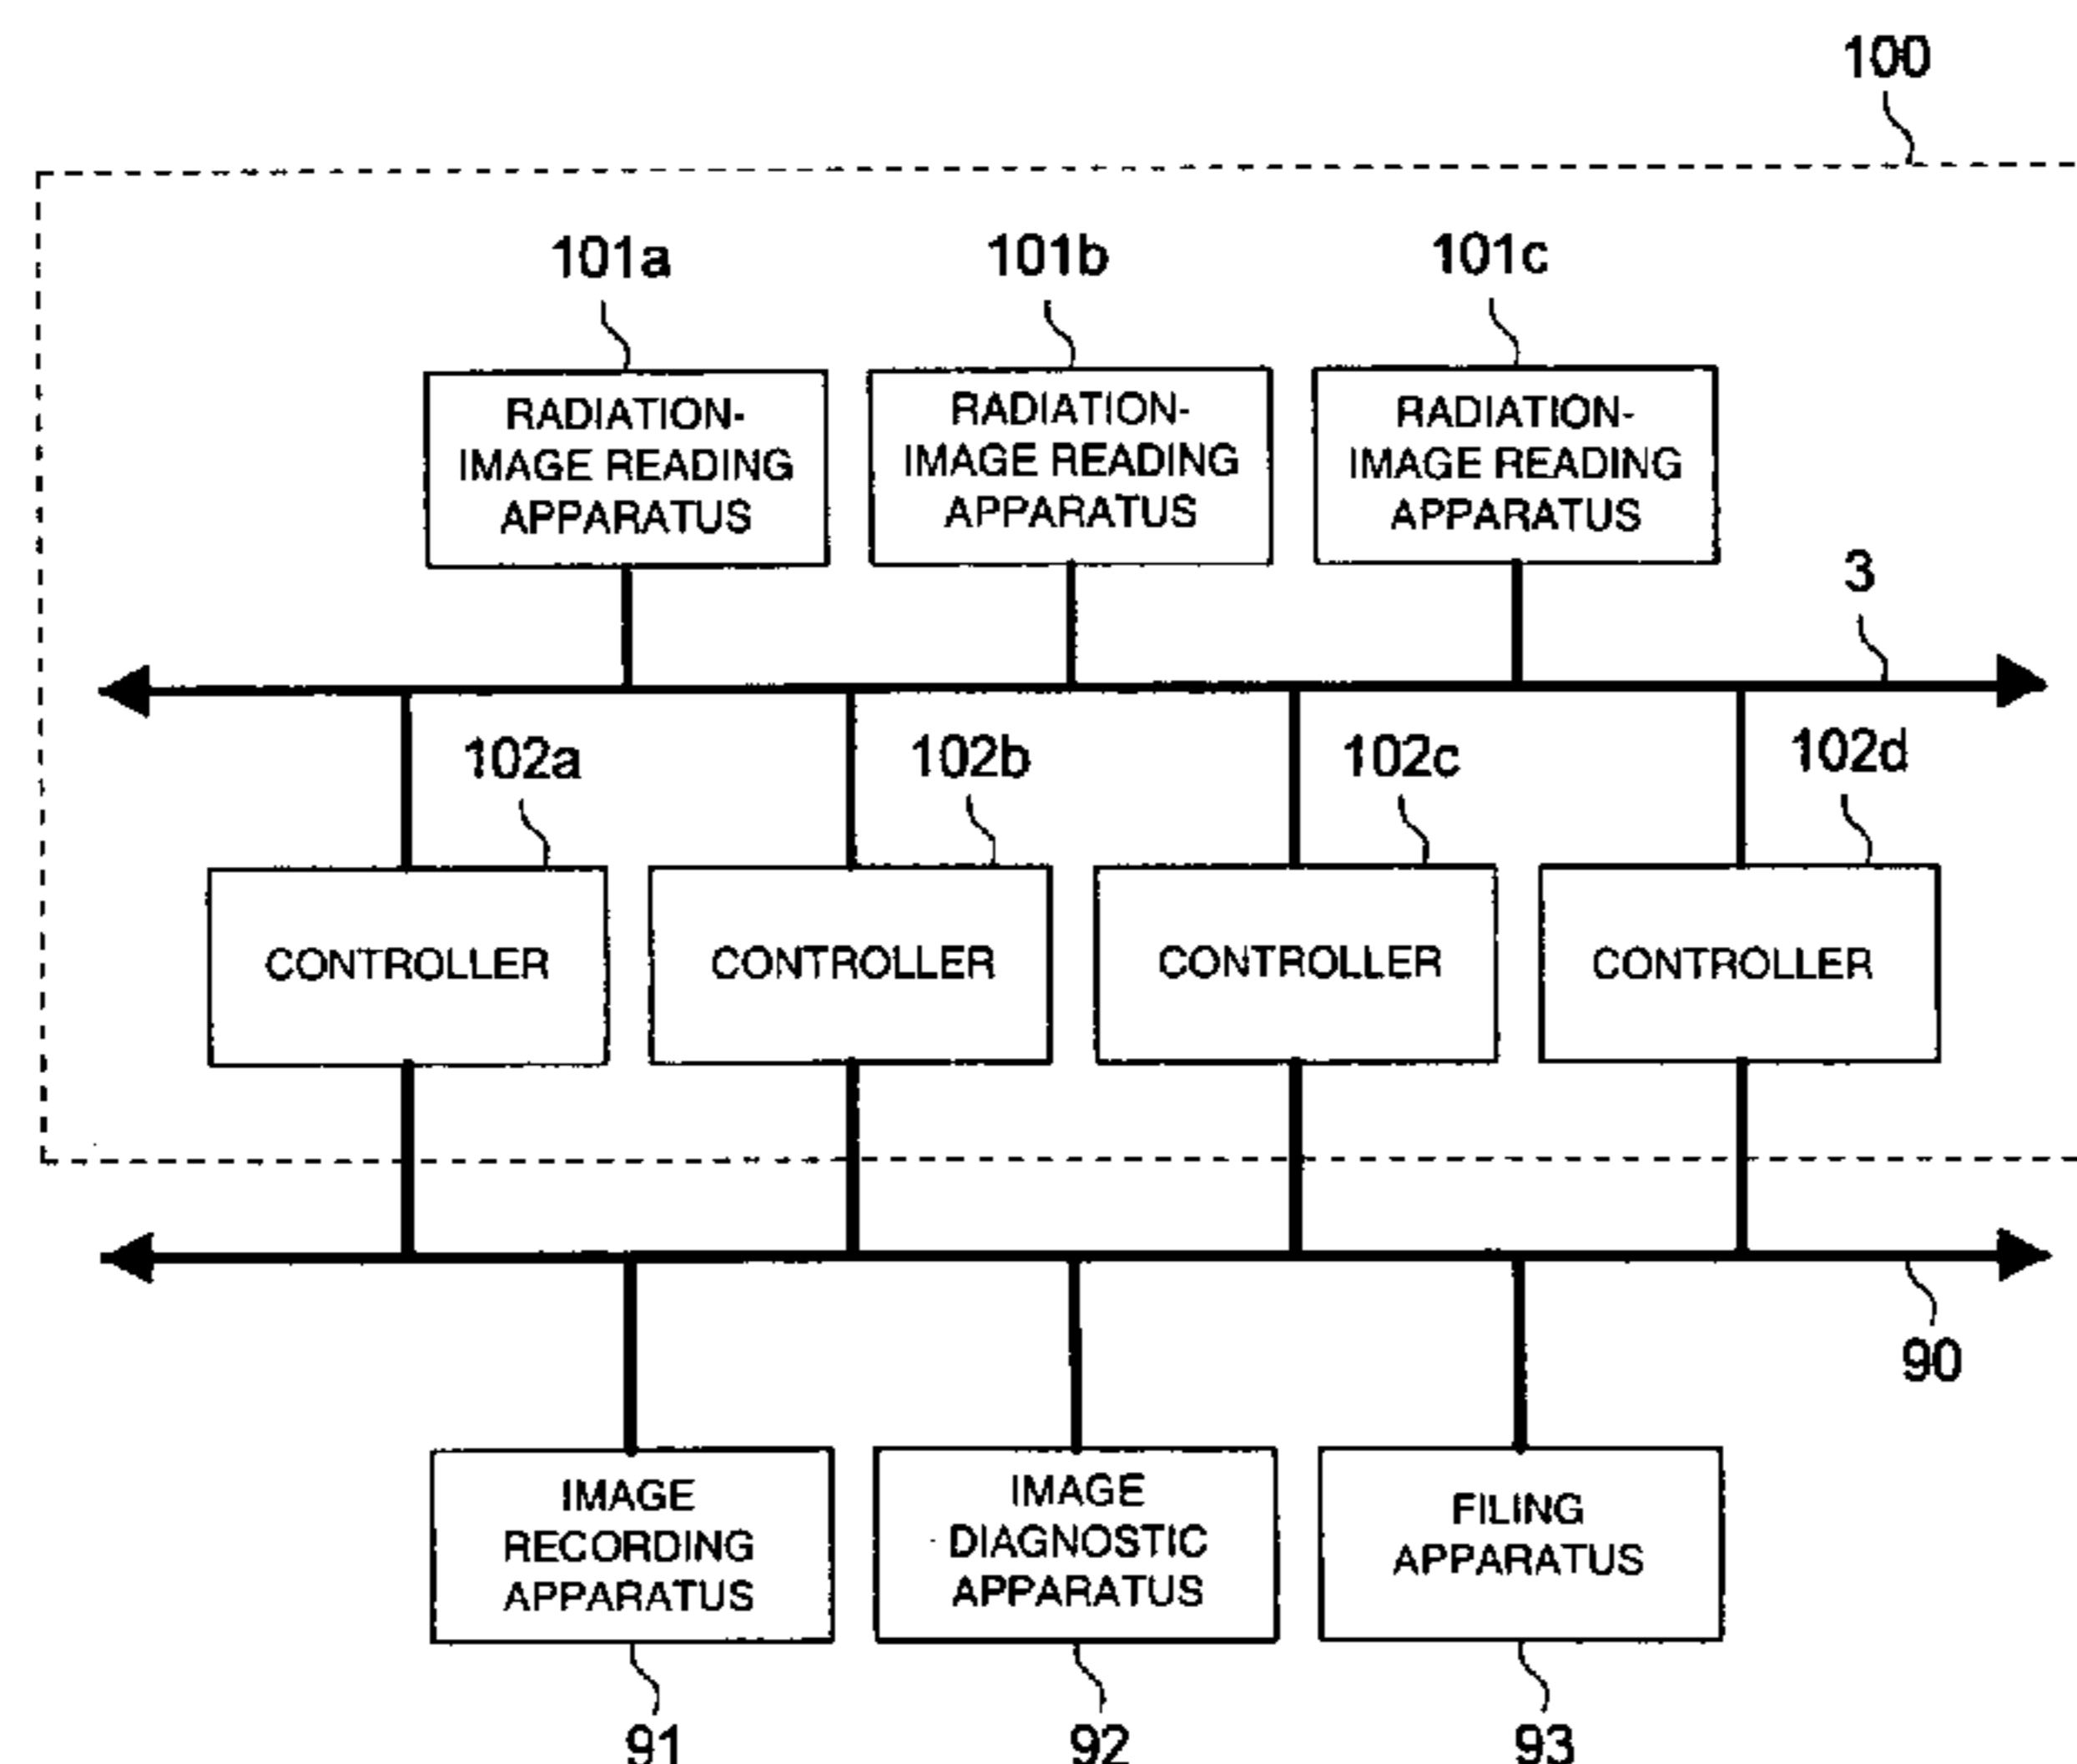 100
101a
101b
101c
RADIATION-
IMAGE READING
APPARATUS
RADIATION-
IMAGE READING
APPARATUS
RADIATION-
IMAGE READING
APPARATUS
3
102a
102b
102c
102d
CONTROLLER
CONTROLLER
CONTROLLER
CONTROLLER
90
IMAGE
RECORDING
APPARATUS
IMAGE
DIAGNOSTIC
APPARATUS
FILING
APPARATUS
91
92
93